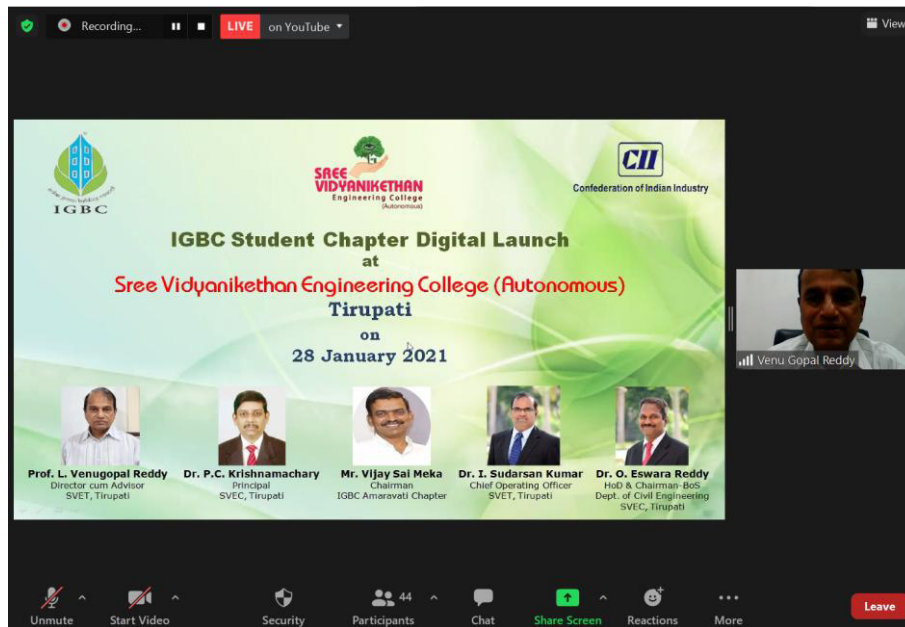 Recording...
LIVE on YouTube
View
IGBC
SREE
VIDYANIKETHAN
Engineering College
(Autonomous)
CII
Confederation of Indian Industry
IGBC Student Chapter Digital Launch
at
Sree Vidyanikethan Engineering College (Autonomous)
Tirupati
on
28 January 2021
Venu Gopal Reddy
Prof. L. Venugopal Reddy
Director cum Advisor
SVET, Tirupati
Dr. P.C. Krishnamachary
Principal
SVEC, Tirupati
Mr. Vijay Sai Meka
Chairman
IGBC Amaravati Chapter
Dr. I. Sudarsan Kumar
Chief Operating Officer
SVET, Tirupati
Dr. O. Eswara Reddy
HoD & Chairman-BoS
Dept. of Civil Engineering
SVEC, Tirupati
Unmute
Start Video
Security
44
Participants
Chat
Share Screen
Reactions
More
Leave